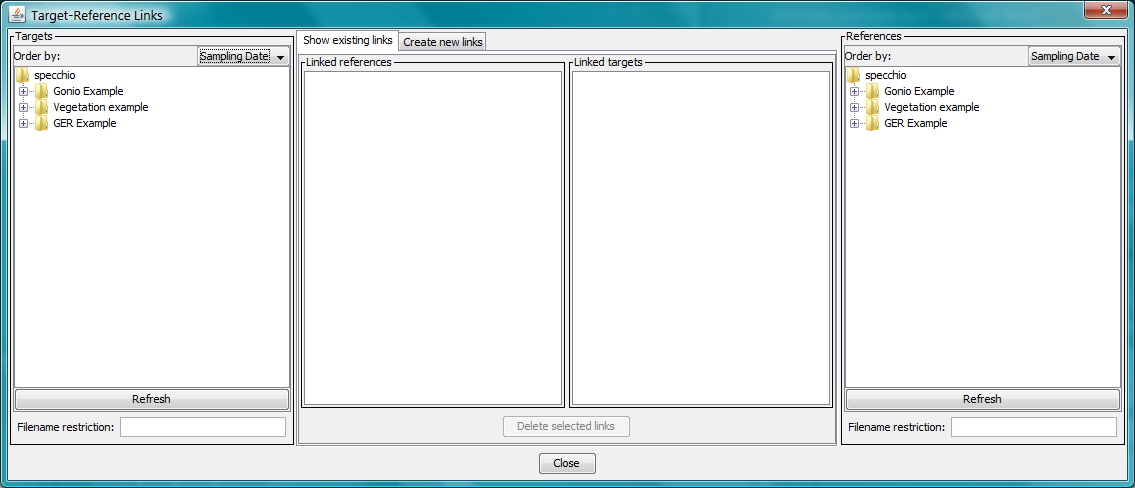 Target-Reference Links
Targets
Order by: Sampling Date
specchio
Gonio Example
Vegetation example
GER Example
Refresh
Filename restriction:
Show existing links
Create new links
Linked references
Linked targets
Delete selected links
References
Order by: Sampling Date
specchio
Gonio Example
Vegetation example
GER Example
Refresh
Filename restriction:
Close